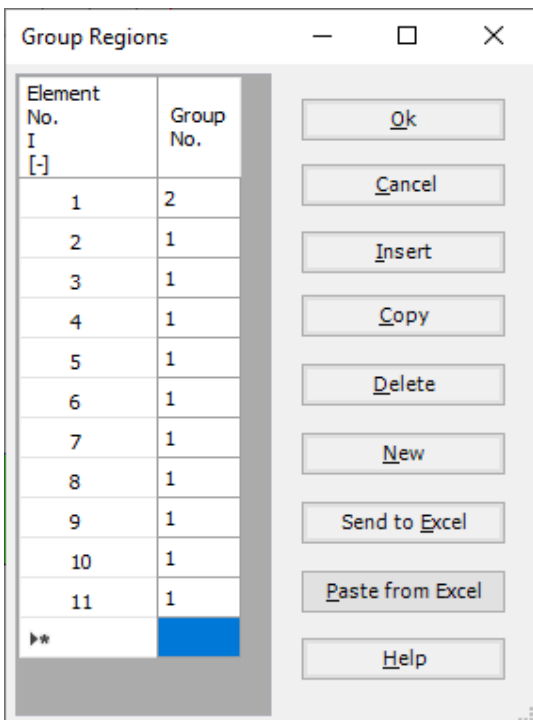 Group Regions
Element
No.
I
[-]
Group
No.
1 2
2 1
3 1
4 1
5 1
6 1
7 1
8 1
9 1
10 1
11 1
Ok
Cancel
Insert
Copy
Delete
New
Send to Excel
Paste from Excel
Help